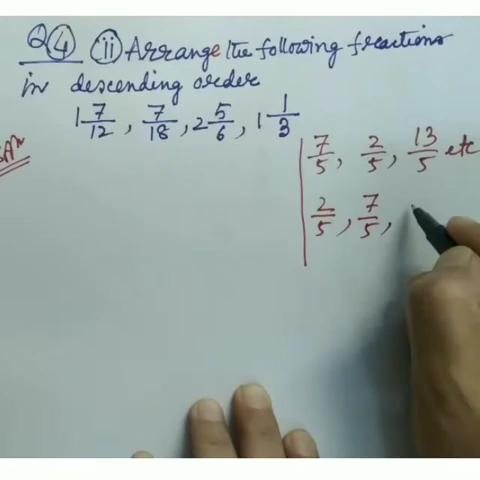 Q④ (ii) Arrange the following fractions
in descending order
1 7/12, 7/18, 2 5/6, 1 1/3
7/5, 2/5, 13/5 etc
2/5, 7/5,